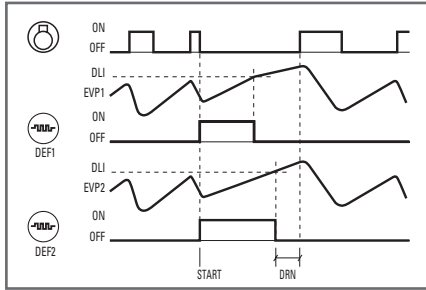 ON
OFF
DLI
EVP1
ON
OFF
DEF1
DLI
EVP2
ON
OFF
DEF2
START
DRN